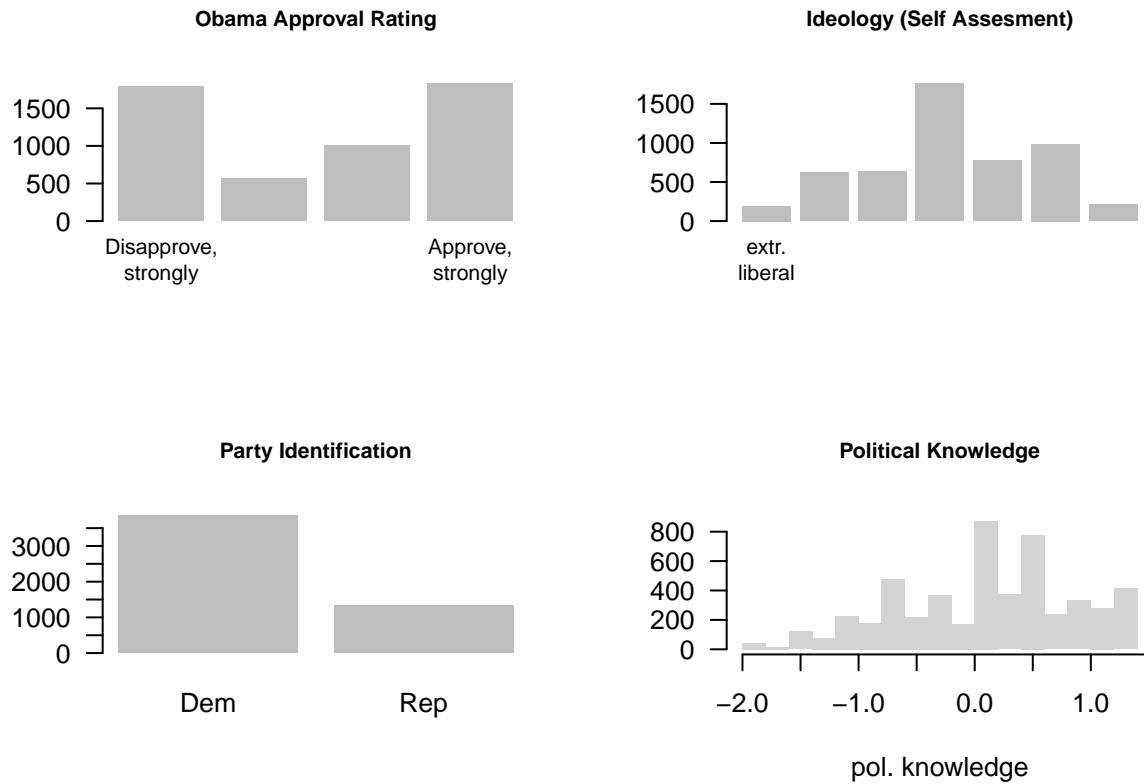 Obama Approval Rating
1500
1000
500
0
Disapprove,
strongly
Approve,
strongly
Ideology (Self Assesment)
1500
1000
500
0
extr.
liberal
Party Identification
3000
2000
1000
0
Dem
Rep
Political Knowledge
800
600
400
200
0
−2.0
−1.0
0.0
1.0
pol. knowledge